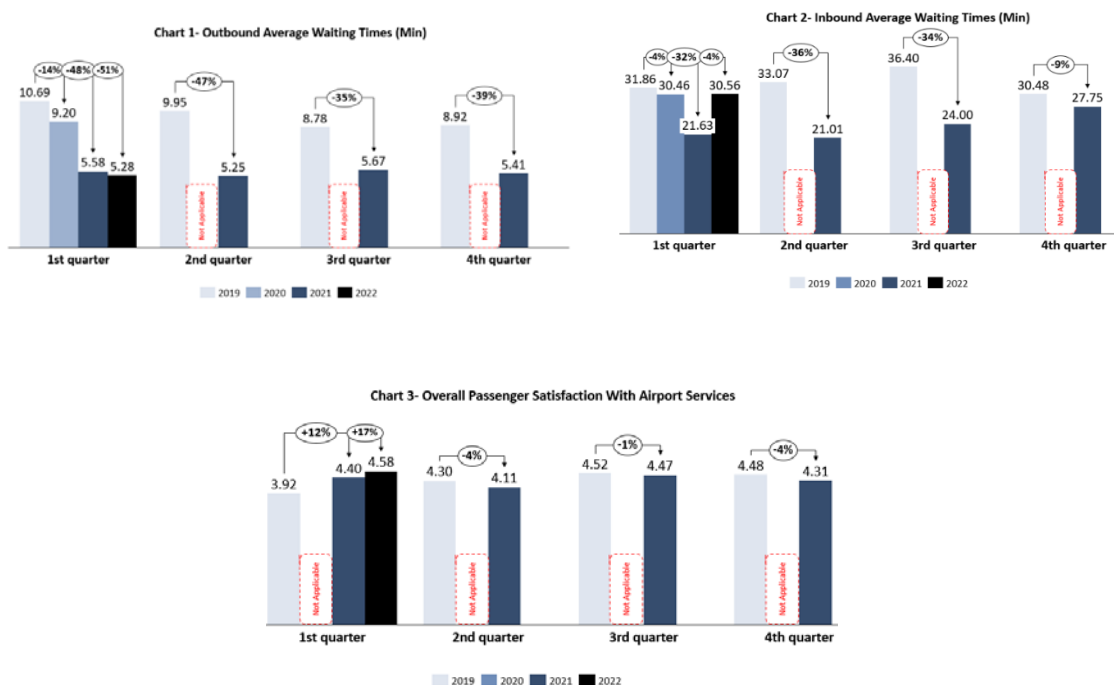 Chart 1- Outbound Average Waiting Times (Min)
-14% -48% -51%
10.69
9.20
5.58
5.28
-47%
9.95
Not Applicable
5.25
-35%
8.78
Not Applicable
5.67
-39%
8.92
Not Applicable
5.41
1st quarter 2nd quarter 3rd quarter 4th quarter
2019 2020 2021 2022
Chart 2- Inbound Average Waiting Times (Min)
-4% -32% -4%
31.86
30.46
21.63
30.56
-36%
33.07
Not Applicable
21.01
-34%
36.40
Not Applicable
24.00
-9%
30.48
Not Applicable
27.75
1st quarter 2nd quarter 3rd quarter 4th quarter
2019 2020 2021 2022
Chart 3- Overall Passenger Satisfaction With Airport Services
+12% +17%
3.92
Not Applicable
4.40
4.58
-4%
4.30
Not Applicable
4.11
-1%
4.52
Not Applicable
4.47
-4%
4.48
Not Applicable
4.31
1st quarter 2nd quarter 3rd quarter 4th quarter
2019 2020 2021 2022